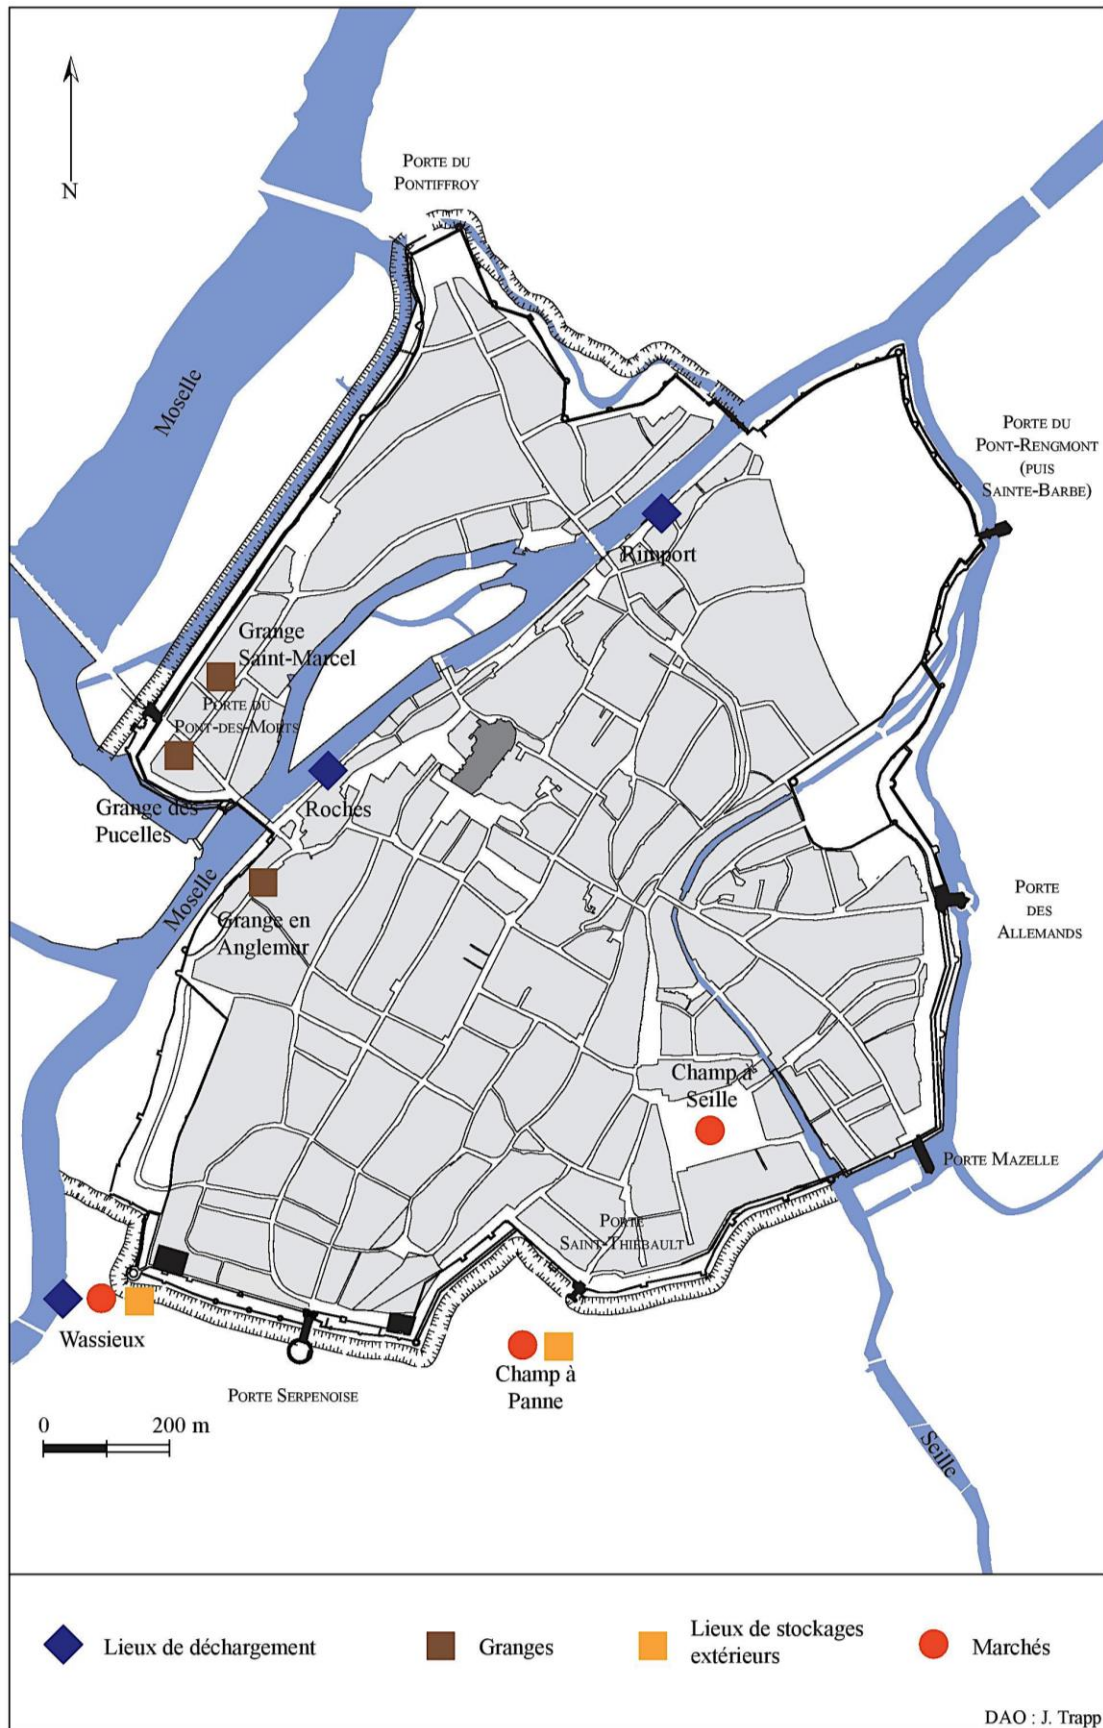 N
PORTE DU
PONTIFFROY
Moselle
PORTE DU
PONT-RENGMONT
(PUIS
SAINTE-BARBE)
Rimport
Grange
Saint-Marcel
PORTE DU
PONT-DES-MORTS
Grange des
Pucelles
Roches
Moselle
Grange en
Anglemur
PORTE
DES
ALLEMANDS
Champ à
Seille
PORTE MAZELLE
PORTE
SAINT-THIÉBAULT
Wassieux
Champ à
Panne
PORTE SERPENOISE
0 200 m
Seille
Lieux de déchargement
Granges
Lieux de stockages
extérieurs
Marchés
DAO : J. Trapp